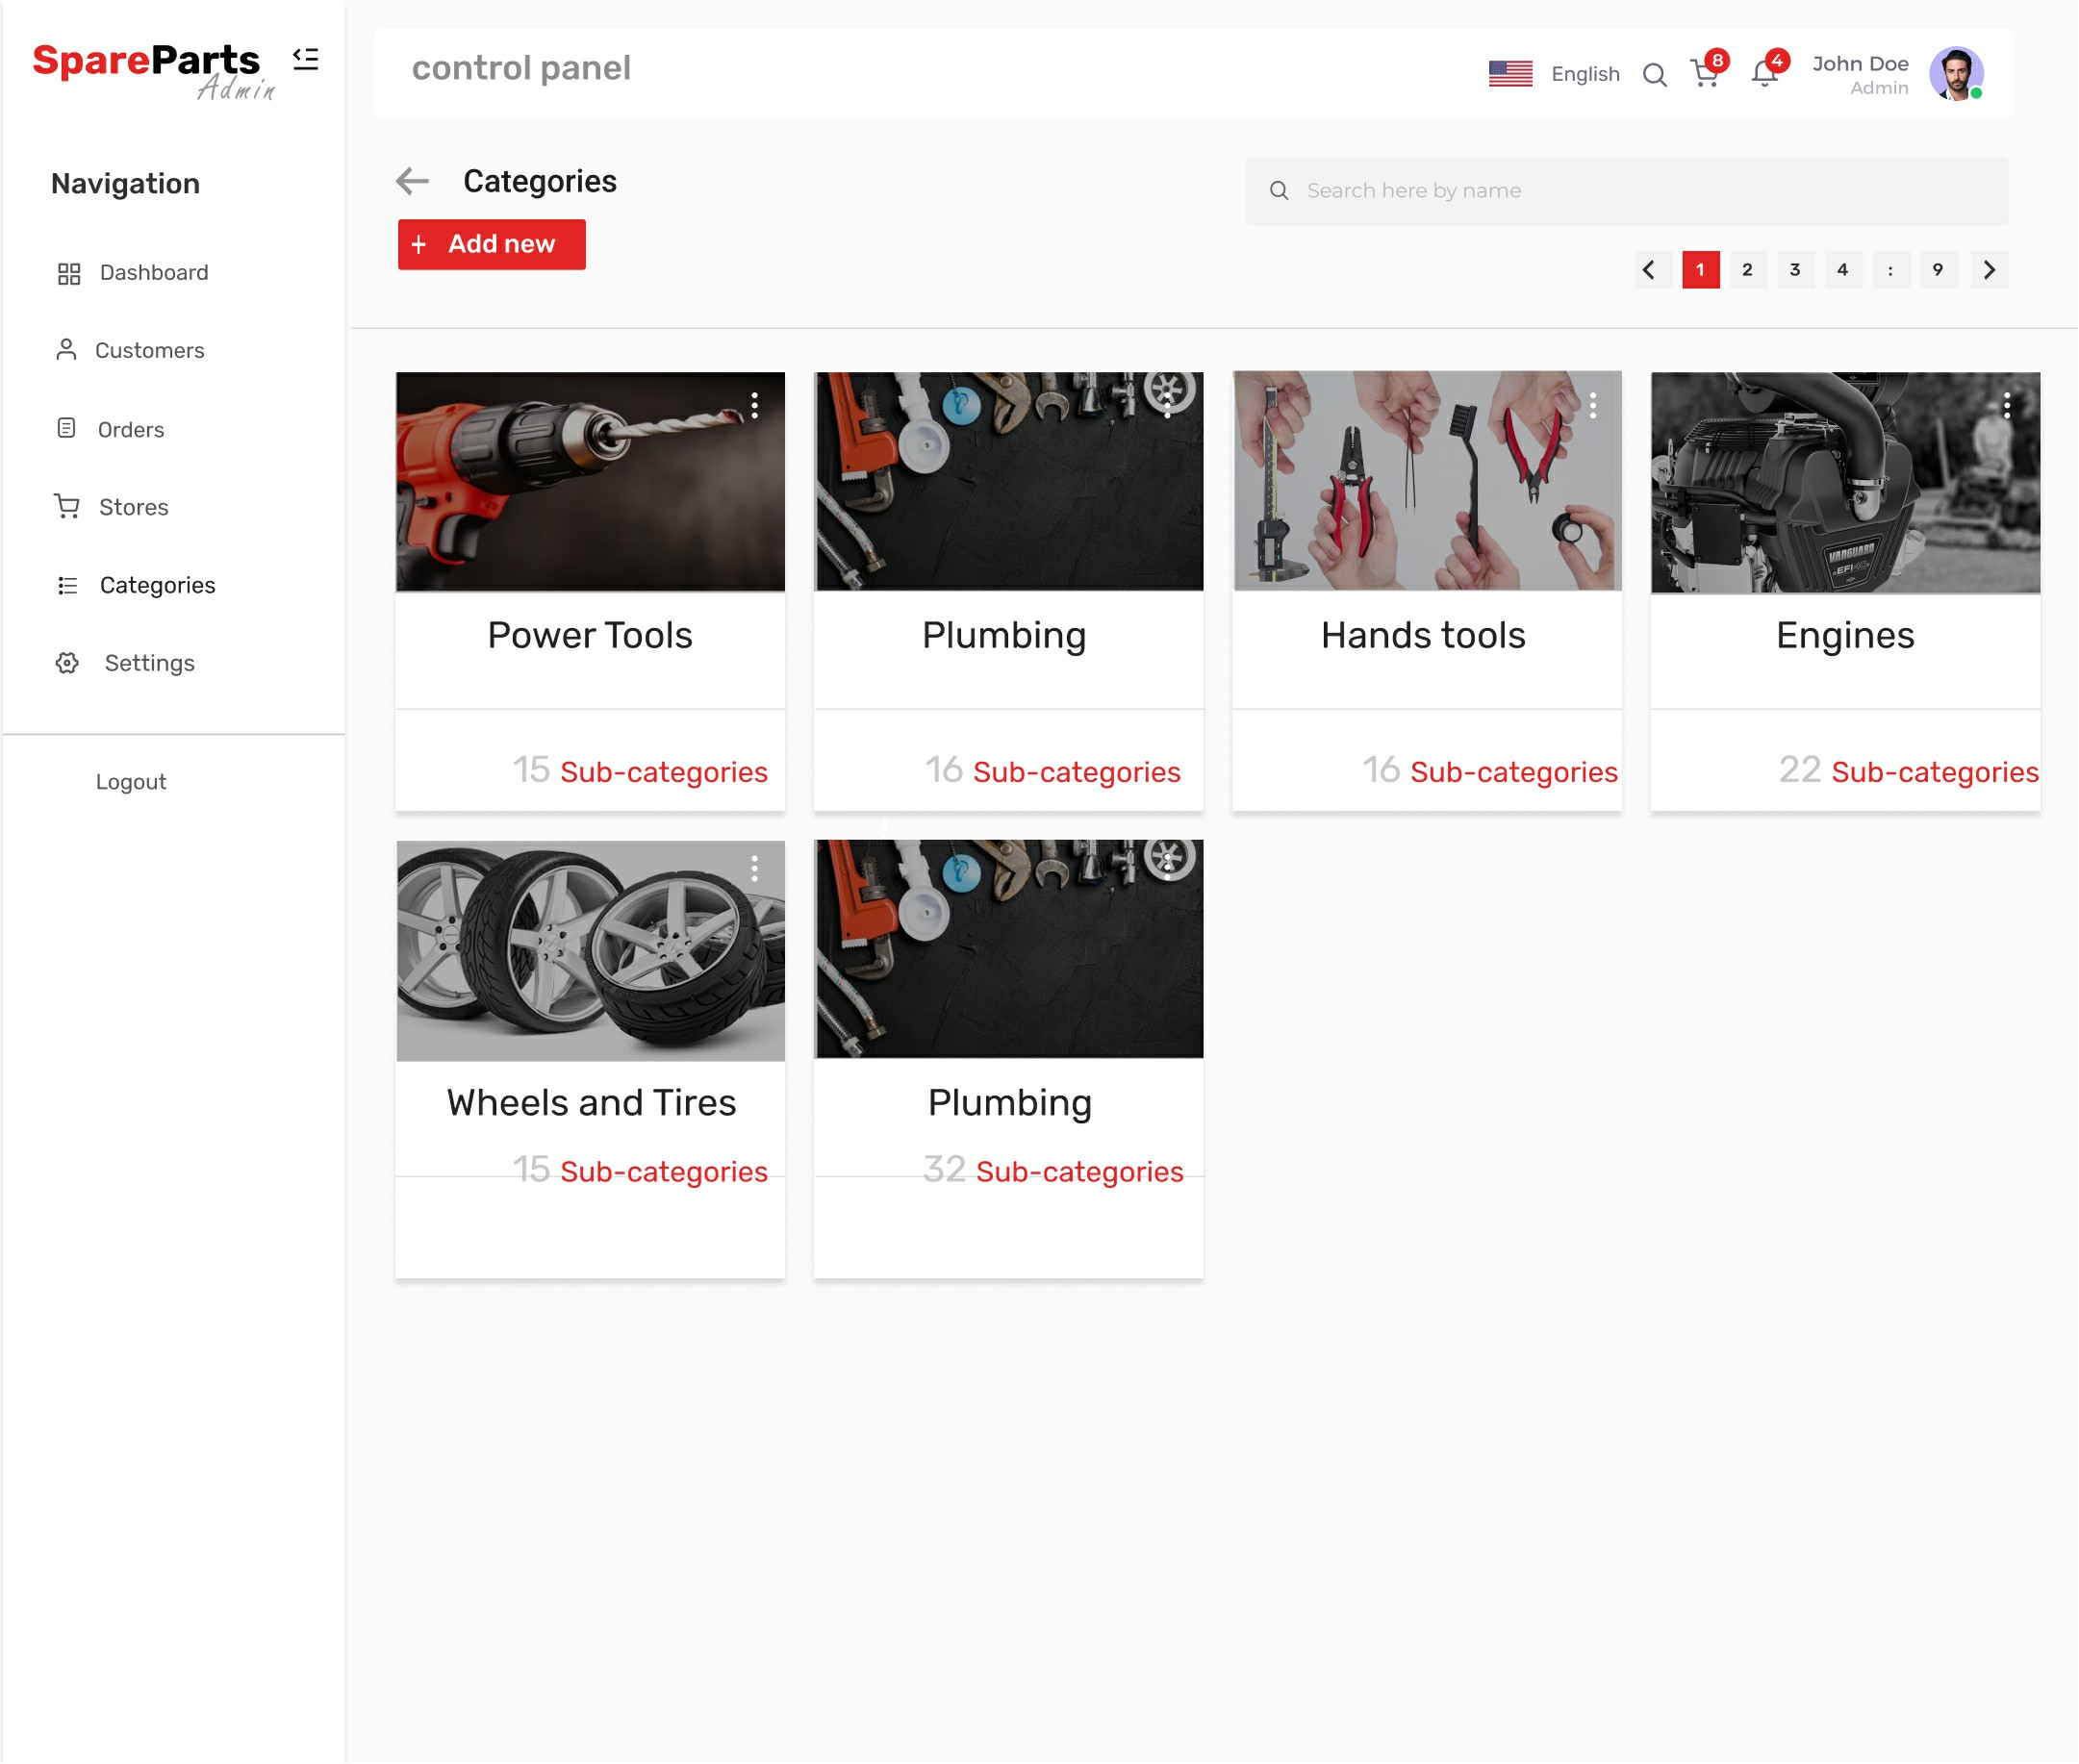 SpareParts
Admin
control panel
English
8
4
John Doe
Admin
Navigation
Dashboard
Customers
Orders
Stores
Categories
Settings
Logout
Categories
+ Add new
Search here by name
1 2 3 4 : 9
VANGUARD
EFI
Power Tools
15 Sub-categories
Plumbing
16 Sub-categories
Hands tools
16 Sub-categories
Engines
22 Sub-categories
Wheels and Tires
15 Sub-categories
Plumbing
32 Sub-categories